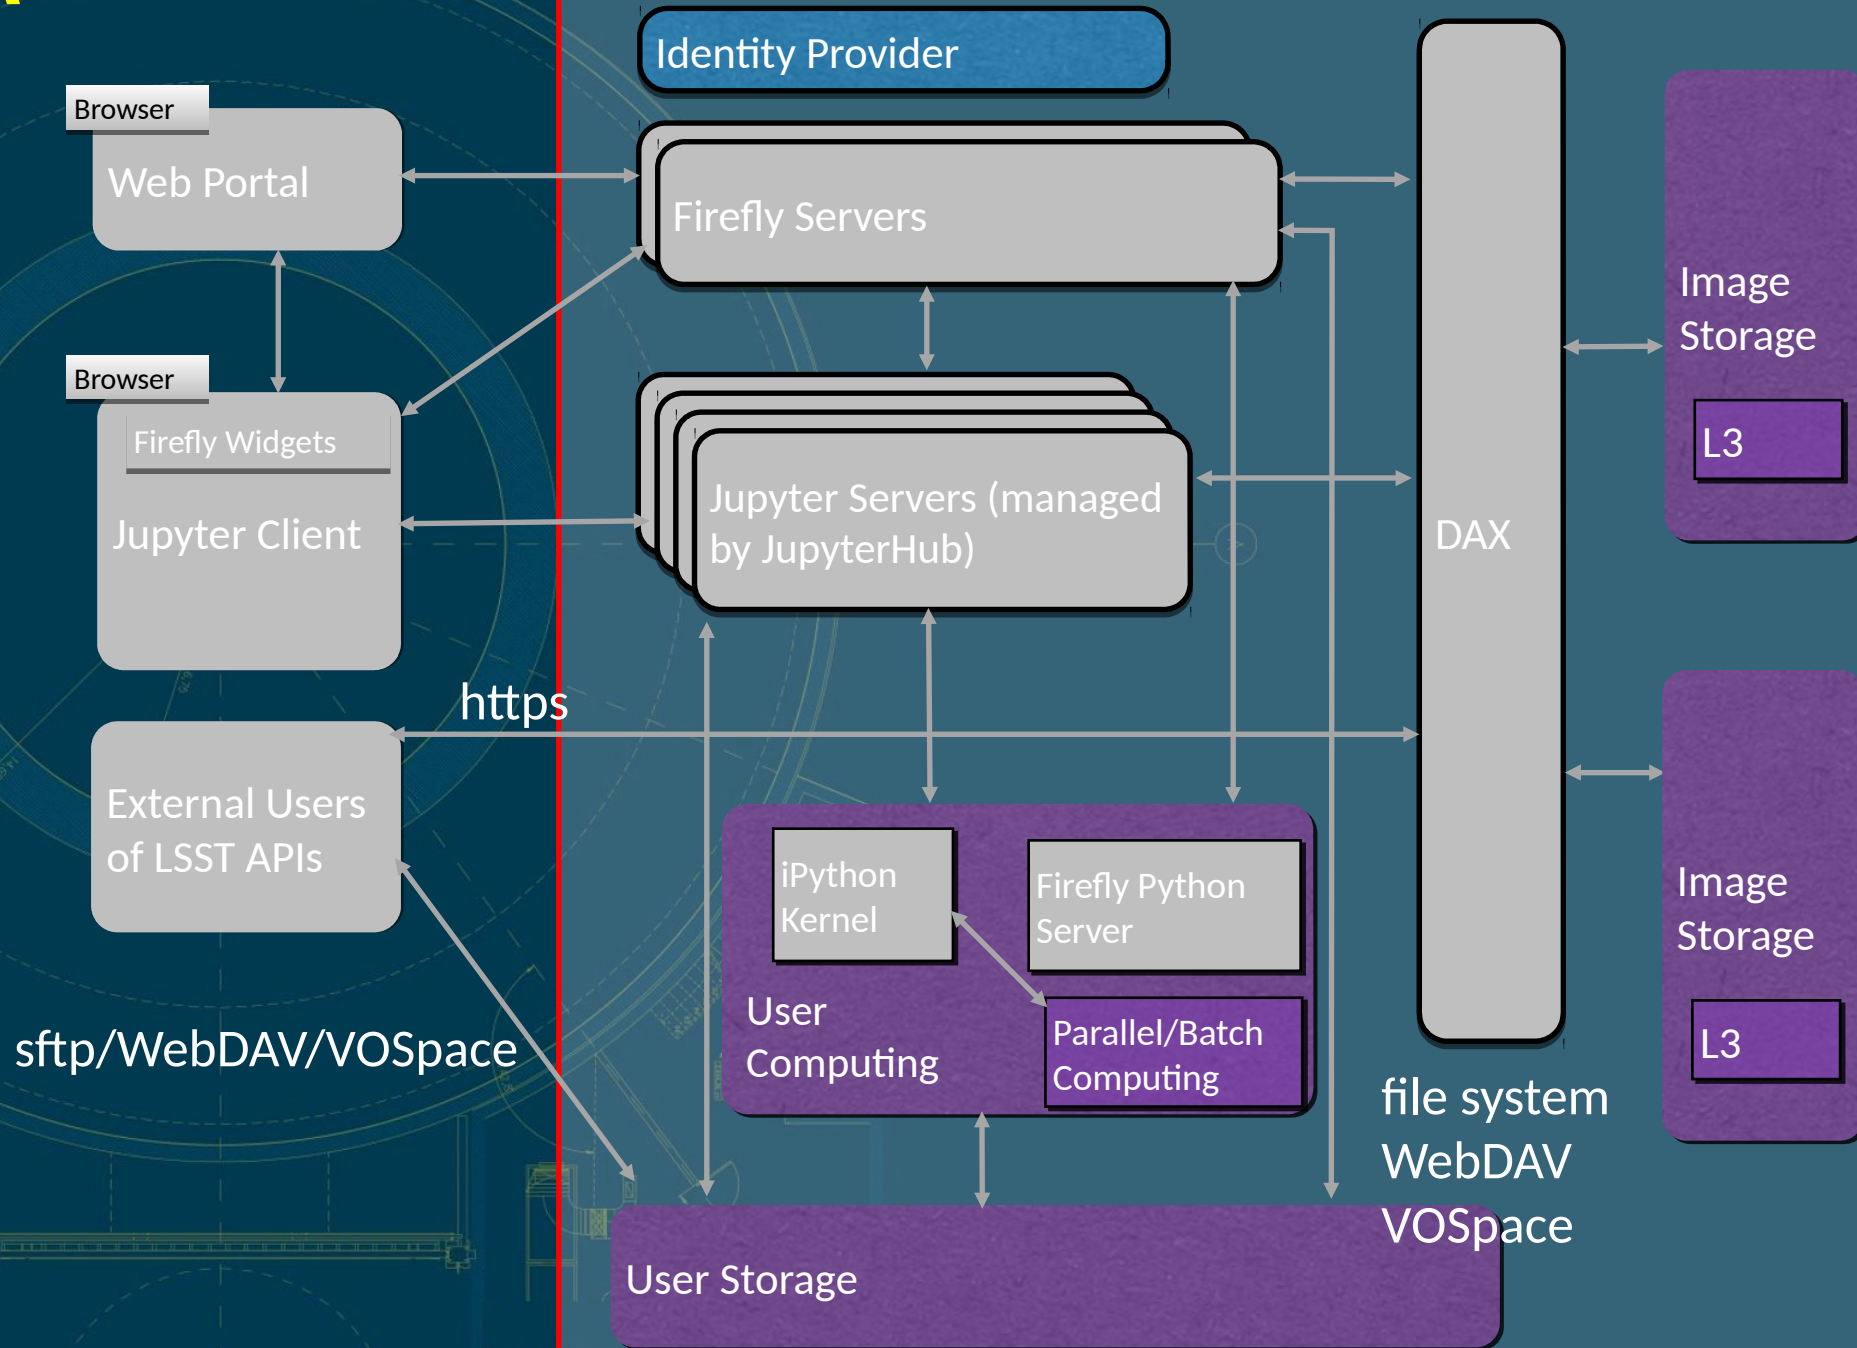 Identity Provider
Browser
Web Portal
Firefly Servers
Image
Storage
L3
Browser
Firefly Widgets
Jupyter Client
Jupyter Servers (managed
by JupyterHub)
DAX
https
External Users
of LSST APIs
iPython
Kernel
Firefly Python
Server
User
Computing
Parallel/Batch
Computing
Image
Storage
L3
sftp/WebDAV/VOSpace
file system
WebDAV
VOSpace
User Storage